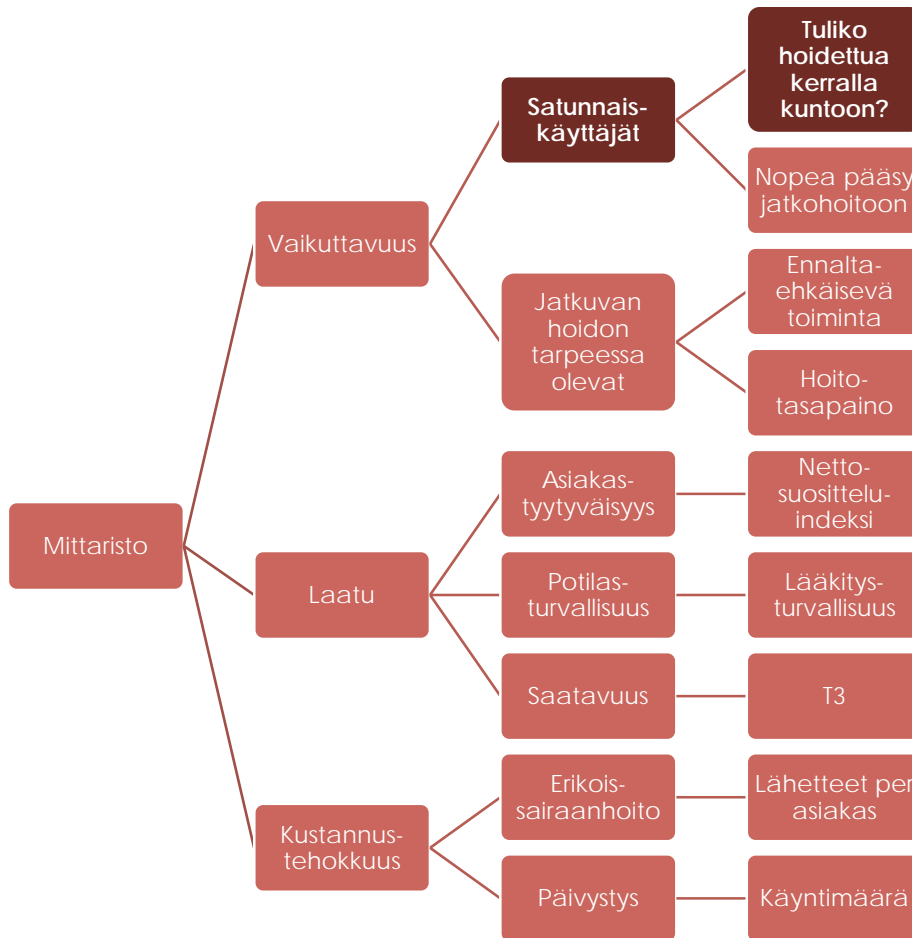 Tuliko
hoidettua
kerralla
kuntoon?
Satunnais-
käyttäjät
Nopea pääsy
jatkohoitoon
Vaikuttavuus
Ennalta-
ehkäisevä
toiminta
Jatkuvan
hoidon
tarpeessa
olevat
Hoito-
tasapaino
Asiakas-
tyytyväisyys
Netto-
suosittelu-
indeksi
Mittaristo
Laatu
Potilas-
turvallisuus
Lääkitys-
turvallisuus
Saatavuus
T3
Erikois-
sairaanhoito
Lähetteet per
asiakas
Kustannus-
tehokkuus
Päivystys
Käyntimäärä